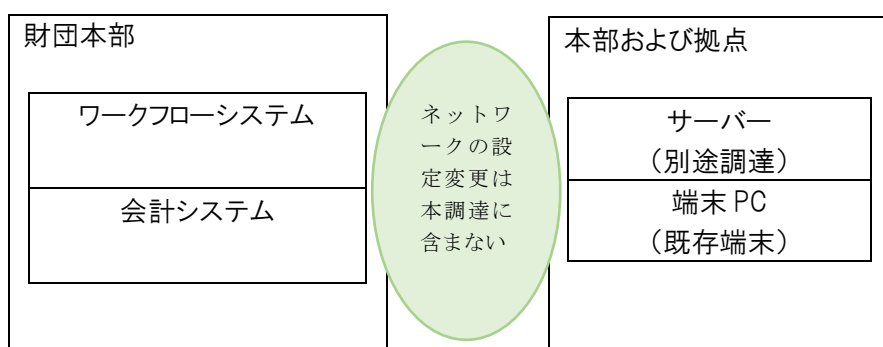 財団本部
ワークフローシステム
会計システム
ネットワ
ークの設
定変更は
本調達に
含まない
本部および拠点
サーバー
（別途調達）
端末 PC
（既存端末）